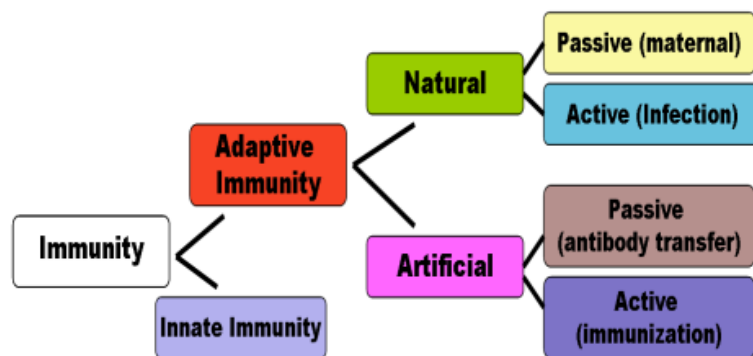 Immunity
Adaptive
Immunity
Innate Immunity
Natural
Artificial
Passive (maternal)
Active (Infection)
Passive
(antibody transfer)
Active
(immunization)